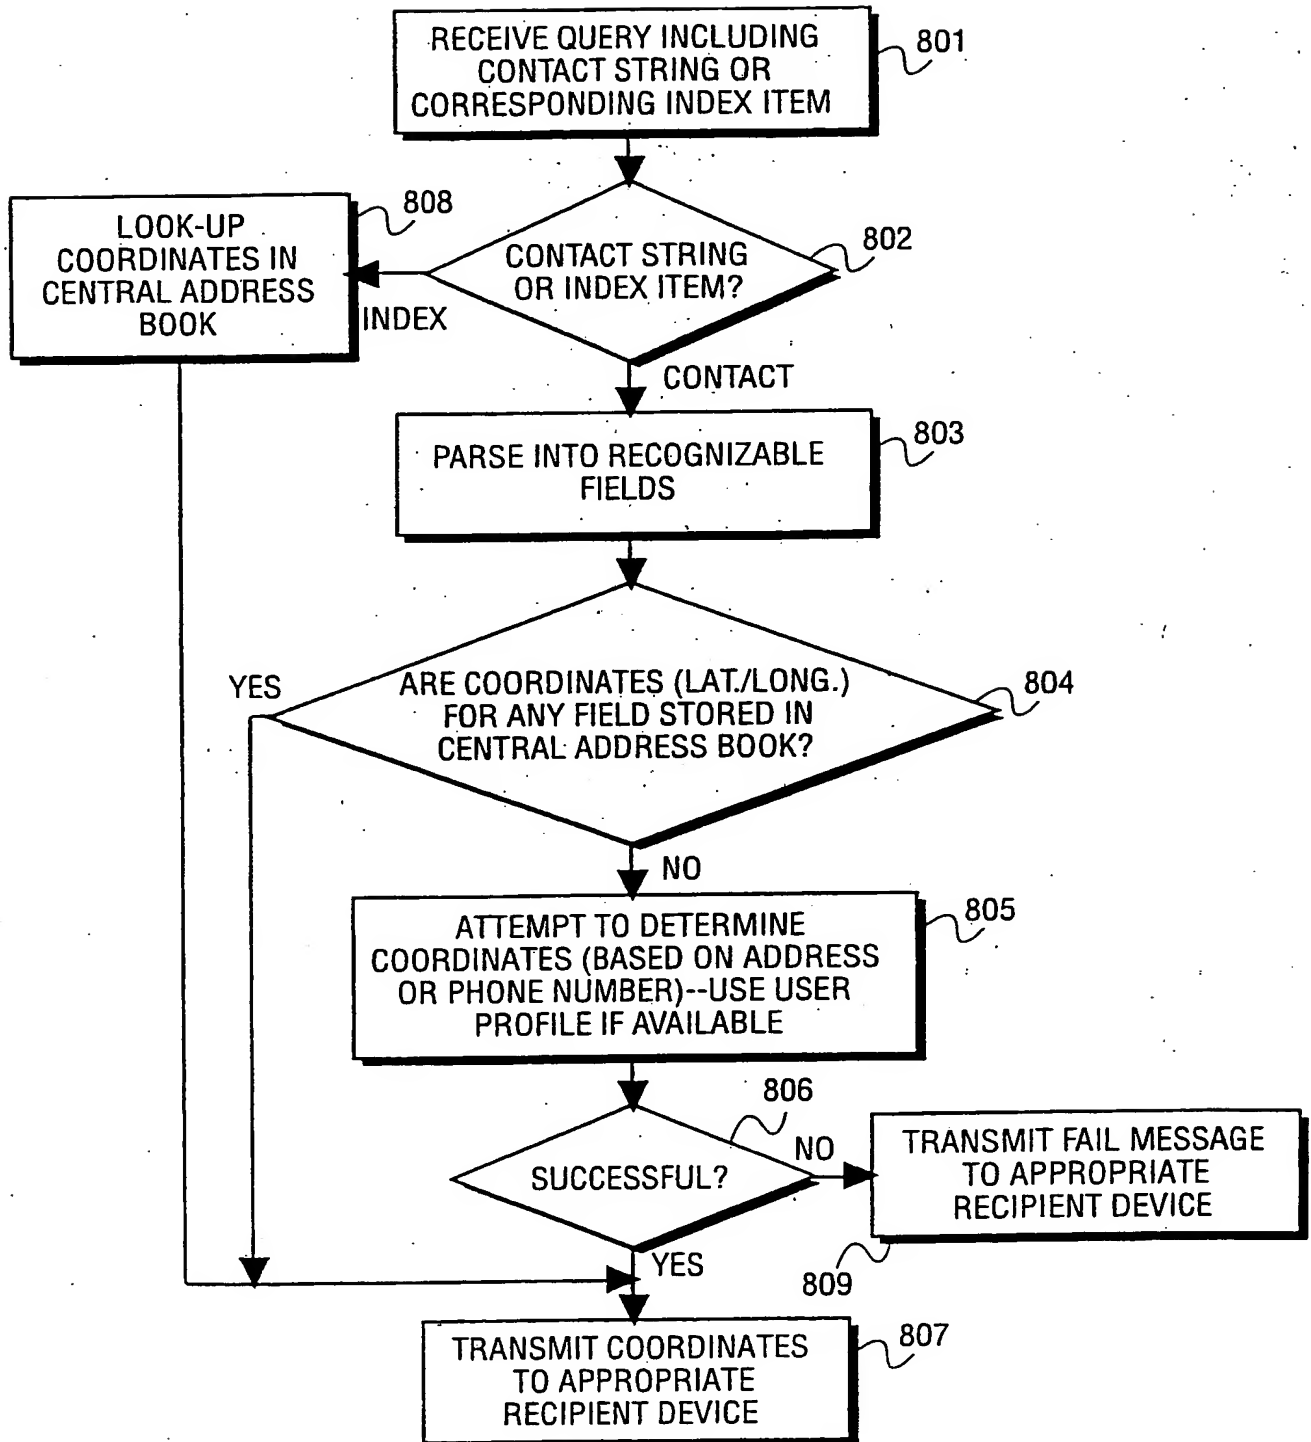 RECEIVE QUERY INCLUDING
CONTACT STRING OR
CORRESPONDING INDEX ITEM
801
LOOK-UP
COORDINATES IN
CENTRAL ADDRESS
BOOK
808
CONTACT STRING
OR INDEX ITEM?
802
INDEX
CONTACT
PARSE INTO RECOGNIZABLE
FIELDS
803
YES
ARE COORDINATES (LAT./LONG.)
FOR ANY FIELD STORED IN
CENTRAL ADDRESS BOOK?
804
NO
ATTEMPT TO DETERMINE
COORDINATES (BASED ON ADDRESS
OR PHONE NUMBER)--USE USER
PROFILE IF AVAILABLE
805
SUCCESSFUL?
806
NO
TRANSMIT FAIL MESSAGE
TO APPROPRIATE
RECIPIENT DEVICE
809
YES
TRANSMIT COORDINATES
TO APPROPRIATE
RECIPIENT DEVICE
807